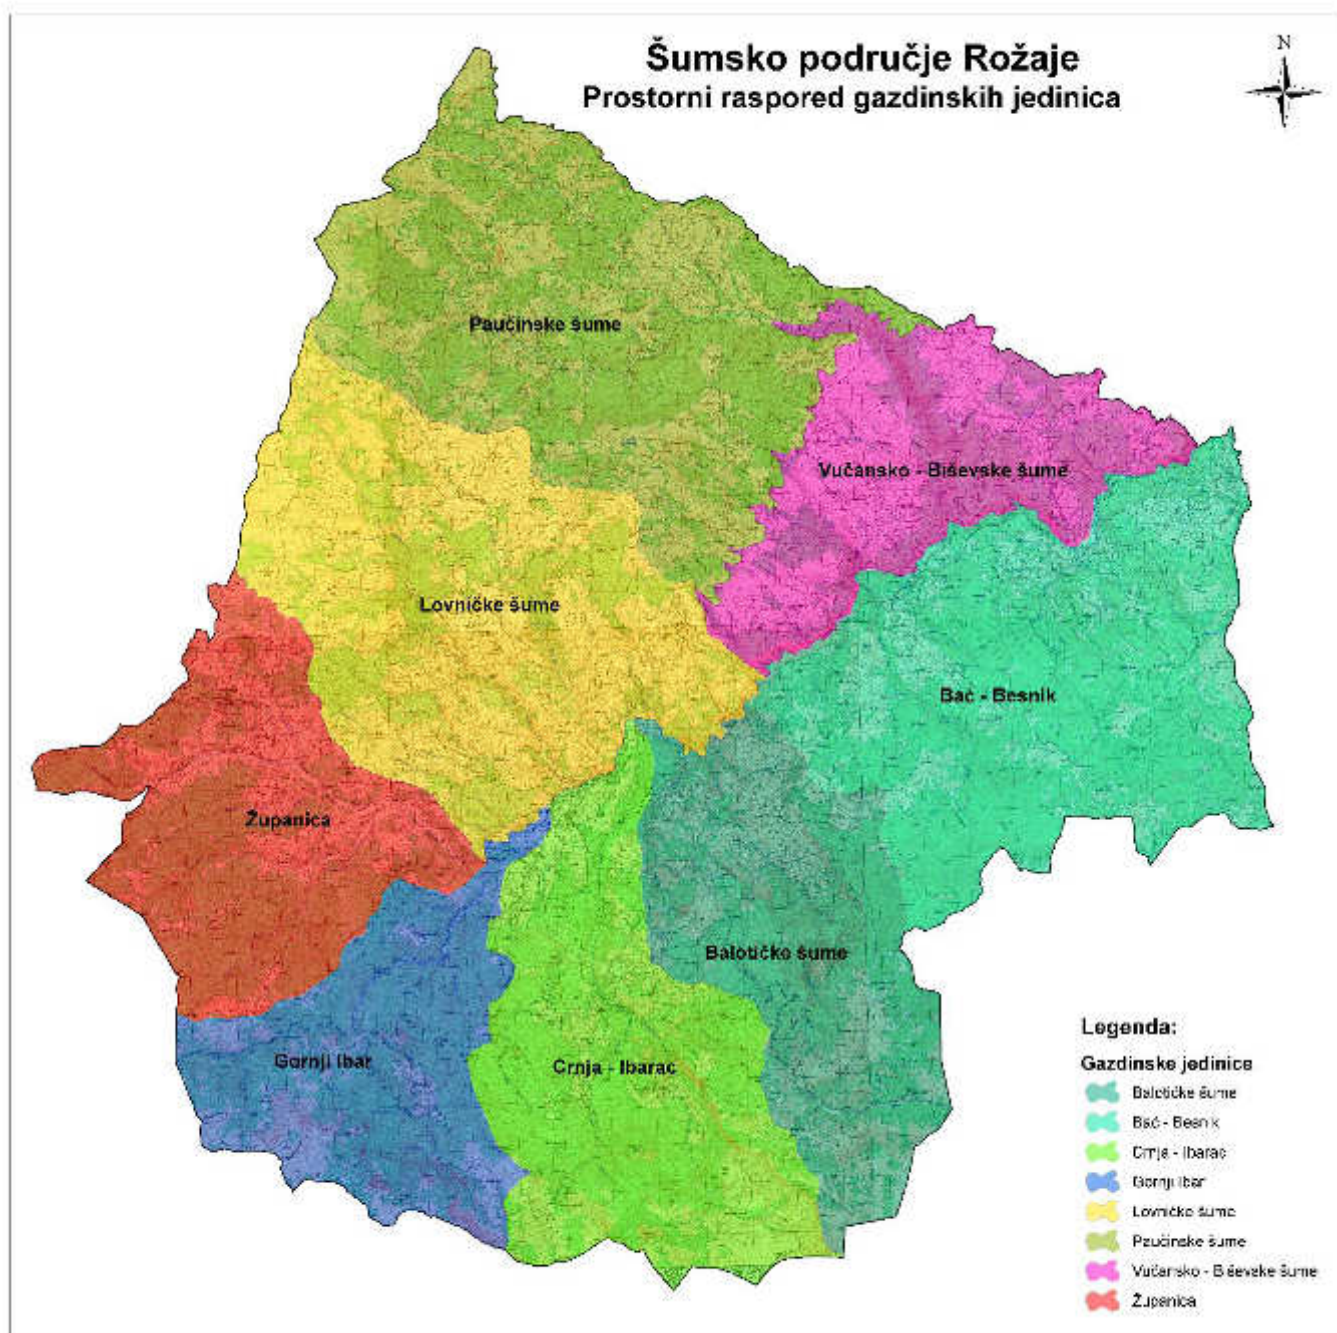 Šumsko područje Rožaje
Prostorni raspored gazdinskih jedinica
N
Paučinske šume
Vučansko - Biševske šume
Lovničke šume
Bać - Besnik
Županica
Balotičke šume
Gornji Ibar
Crnja - Ibarac
Legenda:
Gazdinske jedinice
Balotičke šume
Bać - Besnik
Crnja - Ibarac
Gornji Ibar
Lovničke šume
Paučinske šume
Vučansko - Biševske šume
Županica